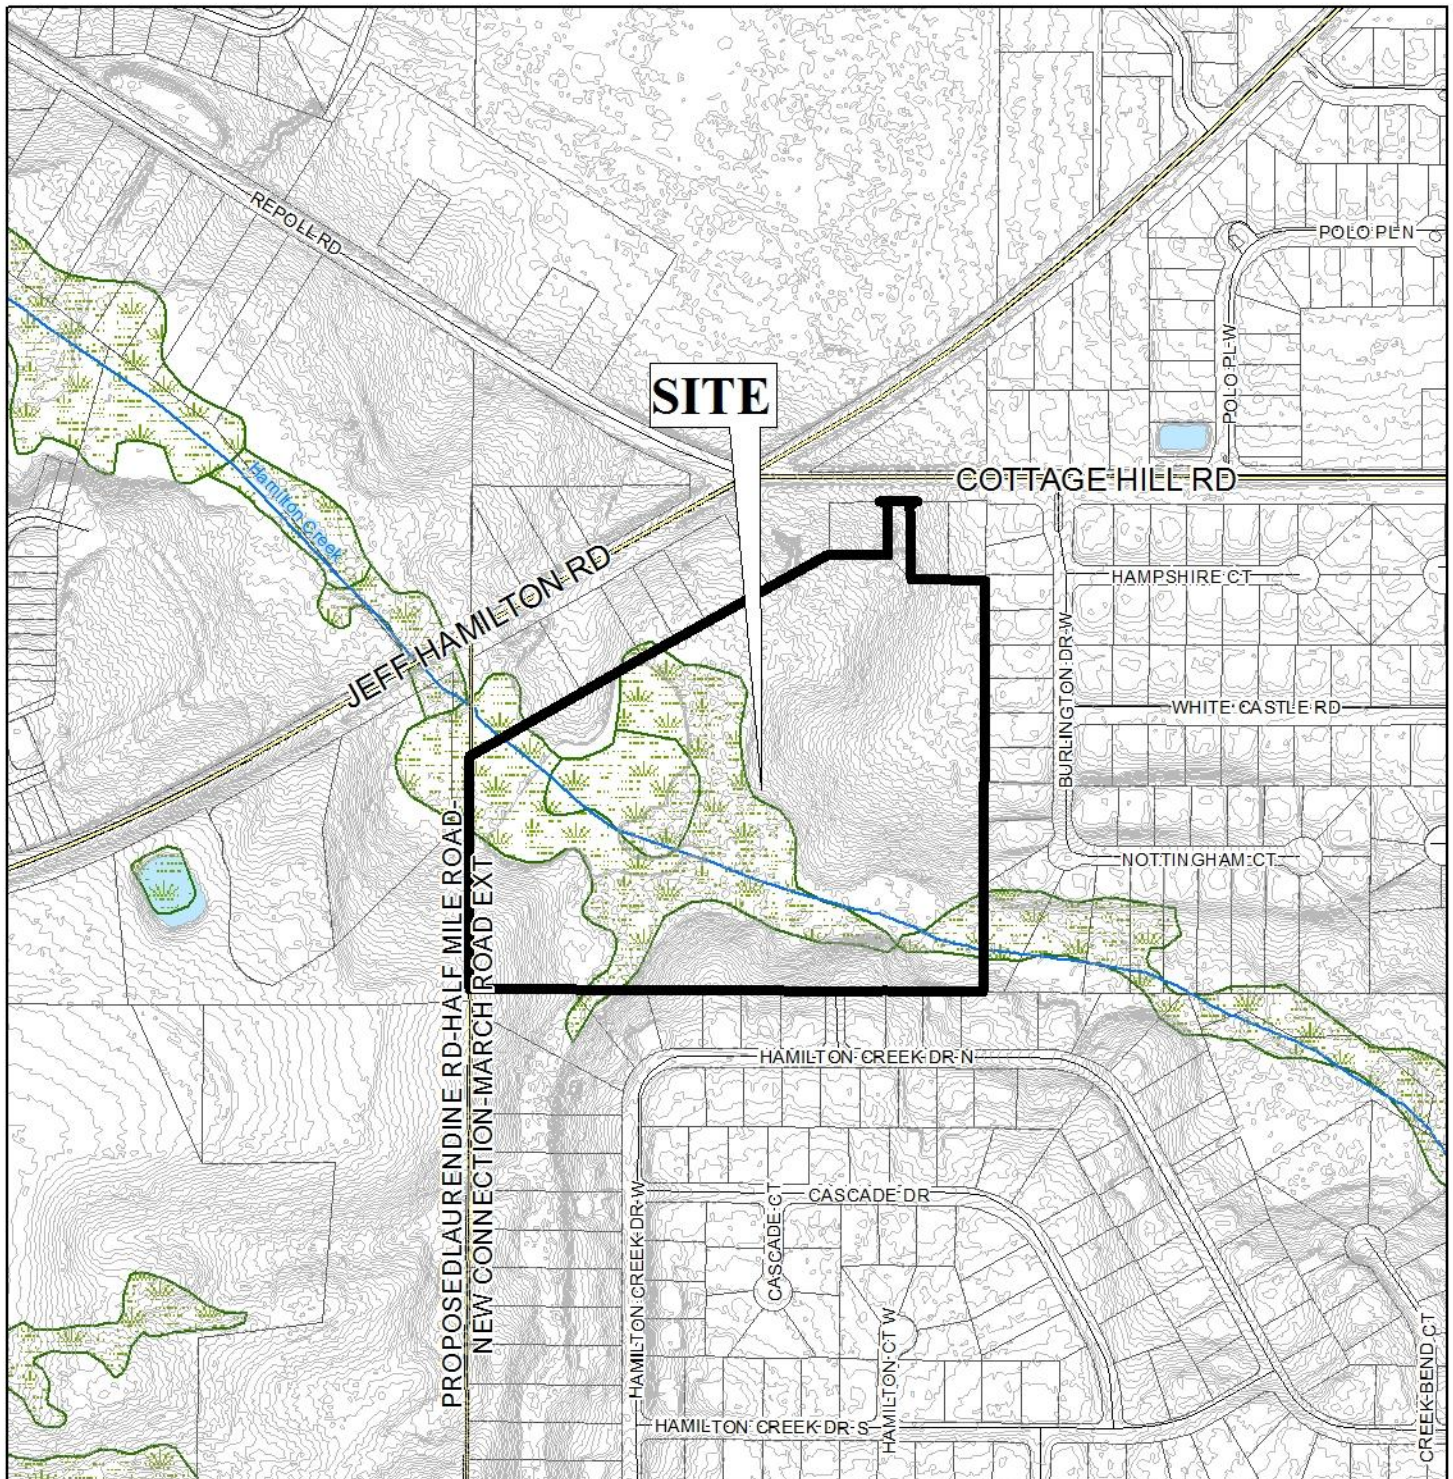 REPOLL RD
POLO PL N
POLO PL W
SITE
COTTAGE HILL RD
Hamilton Creek
JEFF HAMILTON RD
HAMPSHIRE CT
BURLINGTON DR W
WHITE CASTLE RD
NOTTINGHAM CT
PROPOSEDLAURENDINE RD-HALF MILE ROAD-
NEW CONNECTION-MARCH ROAD EXT
HAMILTON CREEK DR N
HAMILTON CREEK DR W
CASCADE DR
CASCADE CT
HAMILTON CT W
CREEK BEND CT
HAMILTON CREEK DR S